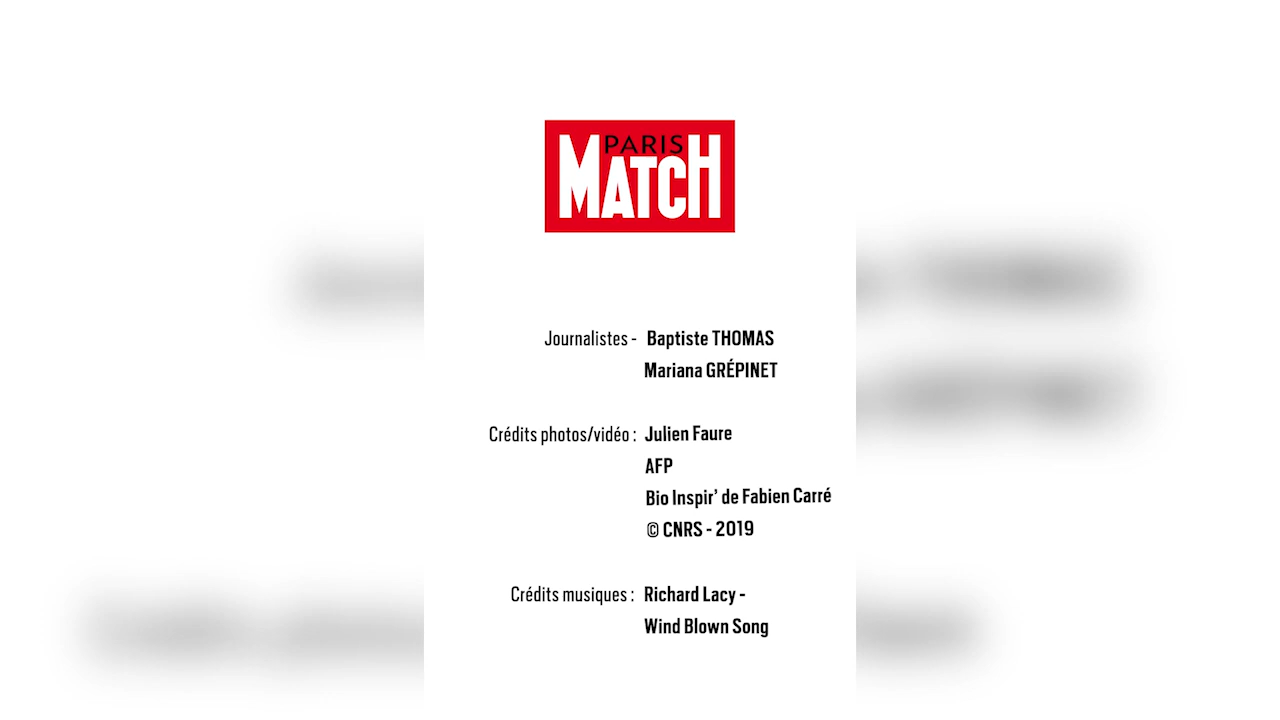 PARIS
MATCH
Journalistes - Baptiste THOMAS
Mariana GRÉPINET
Crédits photos/vidéo : Julien Faure
AFP
Bio Inspir’ de Fabien Carré
© CNRS - 2019
Crédits musiques : Richard Lacy -
Wind Blown Song